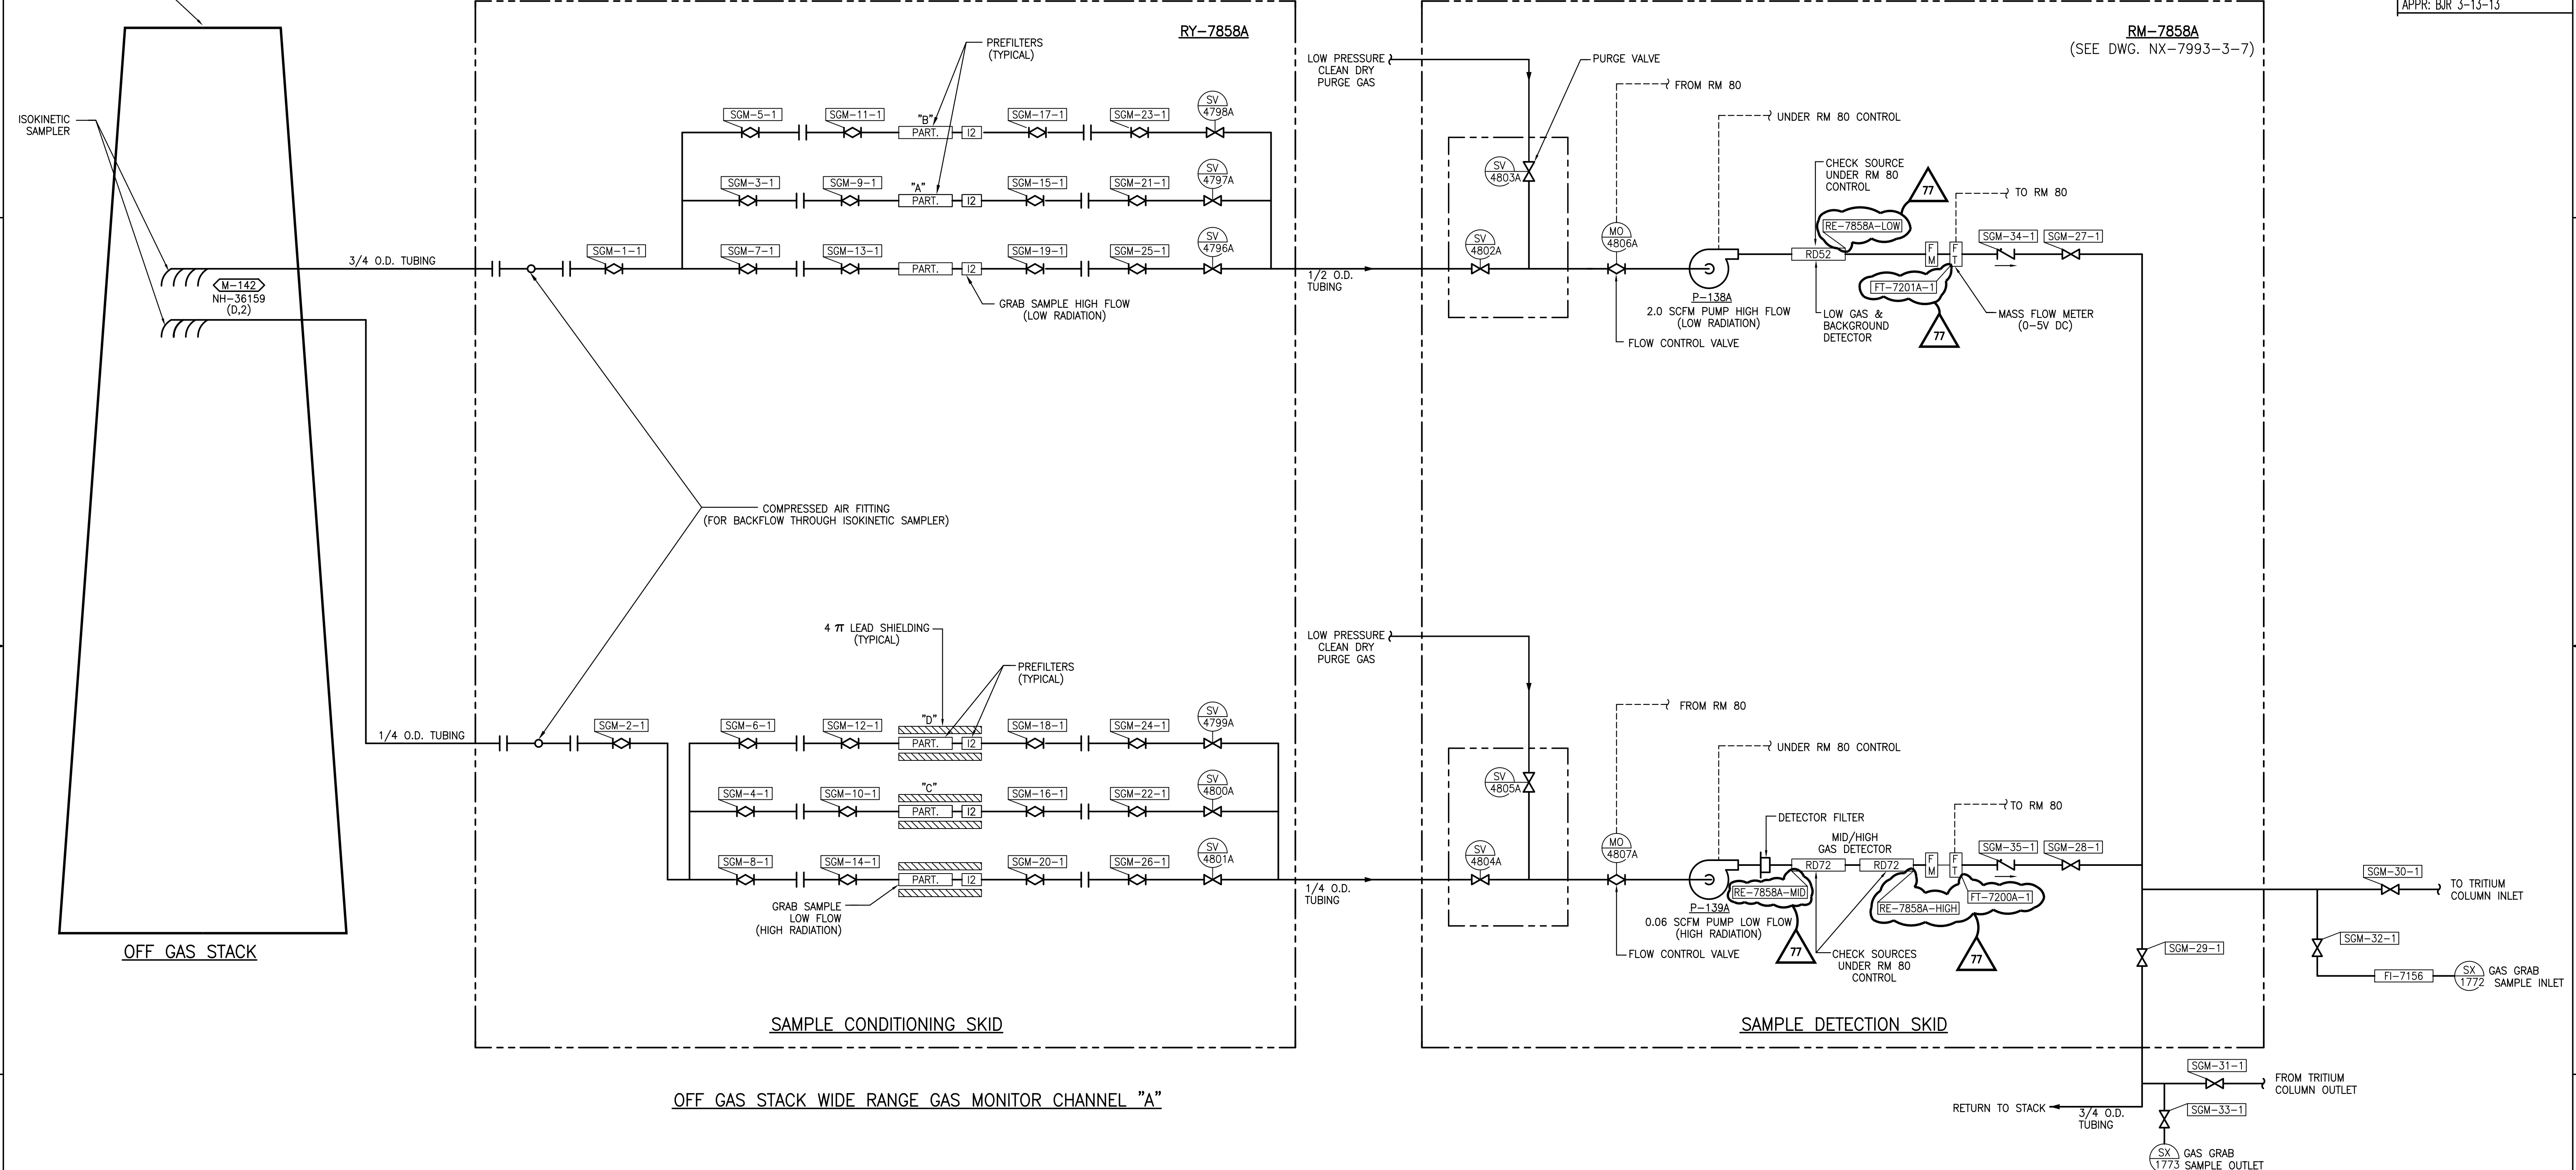 APPR: BJR 3-13-13
RY-7858A
RM-7858A
(SEE DWG. NX-7993-3-7)
ISOKINETIC
SAMPLER
M-142
NH-36159
(D,2)
3/4 O.D. TUBING
1/4 O.D. TUBING
OFF GAS STACK
PREFILTERS
(TYPICAL)
SGM-5-1
SGM-11-1
"B"
PART.
I2
SGM-17-1
SGM-23-1
SV
4798A
SGM-3-1
SGM-9-1
"A"
PART.
I2
SGM-15-1
SGM-21-1
SV
4797A
SGM-1-1
SGM-7-1
SGM-13-1
PART.
I2
SGM-19-1
SGM-25-1
SV
4796A
GRAB SAMPLE HIGH FLOW
(LOW RADIATION)
COMPRESSED AIR FITTING
(FOR BACKFLOW THROUGH ISOKINETIC SAMPLER)
4 π LEAD SHIELDING
(TYPICAL)
PREFILTERS
(TYPICAL)
SGM-2-1
SGM-6-1
SGM-12-1
"D"
PART.
I2
SGM-18-1
SGM-24-1
SV
4799A
SGM-4-1
SGM-10-1
"C"
PART.
I2
SGM-16-1
SGM-22-1
SV
4800A
SGM-8-1
SGM-14-1
PART.
I2
SGM-20-1
SGM-26-1
SV
4801A
GRAB SAMPLE
LOW FLOW
(HIGH RADIATION)
SAMPLE CONDITIONING SKID
LOW PRESSURE
CLEAN DRY
PURGE GAS
1/2 O.D.
TUBING
PURGE VALVE
SV
4803A
SV
4802A
FROM RM 80
MO
4806A
FLOW CONTROL VALVE
UNDER RM 80 CONTROL
P-138A
2.0 SCFM PUMP HIGH FLOW
(LOW RADIATION)
CHECK SOURCE
UNDER RM 80
CONTROL
77
RE-7858A-LOW
RD52
LOW GAS &
BACKGROUND
DETECTOR
FT-7201A-1
77
F
M
F
T
TO RM 80
MASS FLOW METER
(0-5V DC)
SGM-34-1
SGM-27-1
LOW PRESSURE
CLEAN DRY
PURGE GAS
1/4 O.D.
TUBING
SV
4805A
SV
4804A
FROM RM 80
MO
4807A
FLOW CONTROL VALVE
UNDER RM 80 CONTROL
P-139A
0.06 SCFM PUMP LOW FLOW
(HIGH RADIATION)
DETECTOR FILTER
MID/HIGH
GAS DETECTOR
RD72
RD72
RE-7858A-MID
77
CHECK SOURCES
UNDER RM 80
CONTROL
RE-7858A-HIGH
FT-7200A-1
77
F
M
F
T
TO RM 80
SGM-35-1
SGM-28-1
SGM-29-1
SGM-30-1
TO TRITIUM
COLUMN INLET
SGM-32-1
FI-7156
SX
1772
GAS GRAB
SAMPLE INLET
SAMPLE DETECTION SKID
SGM-31-1
FROM TRITIUM
COLUMN OUTLET
RETURN TO STACK
3/4 O.D.
TUBING
SGM-33-1
SX
1773
GAS GRAB
SAMPLE OUTLET
OFF GAS STACK WIDE RANGE GAS MONITOR CHANNEL "A"